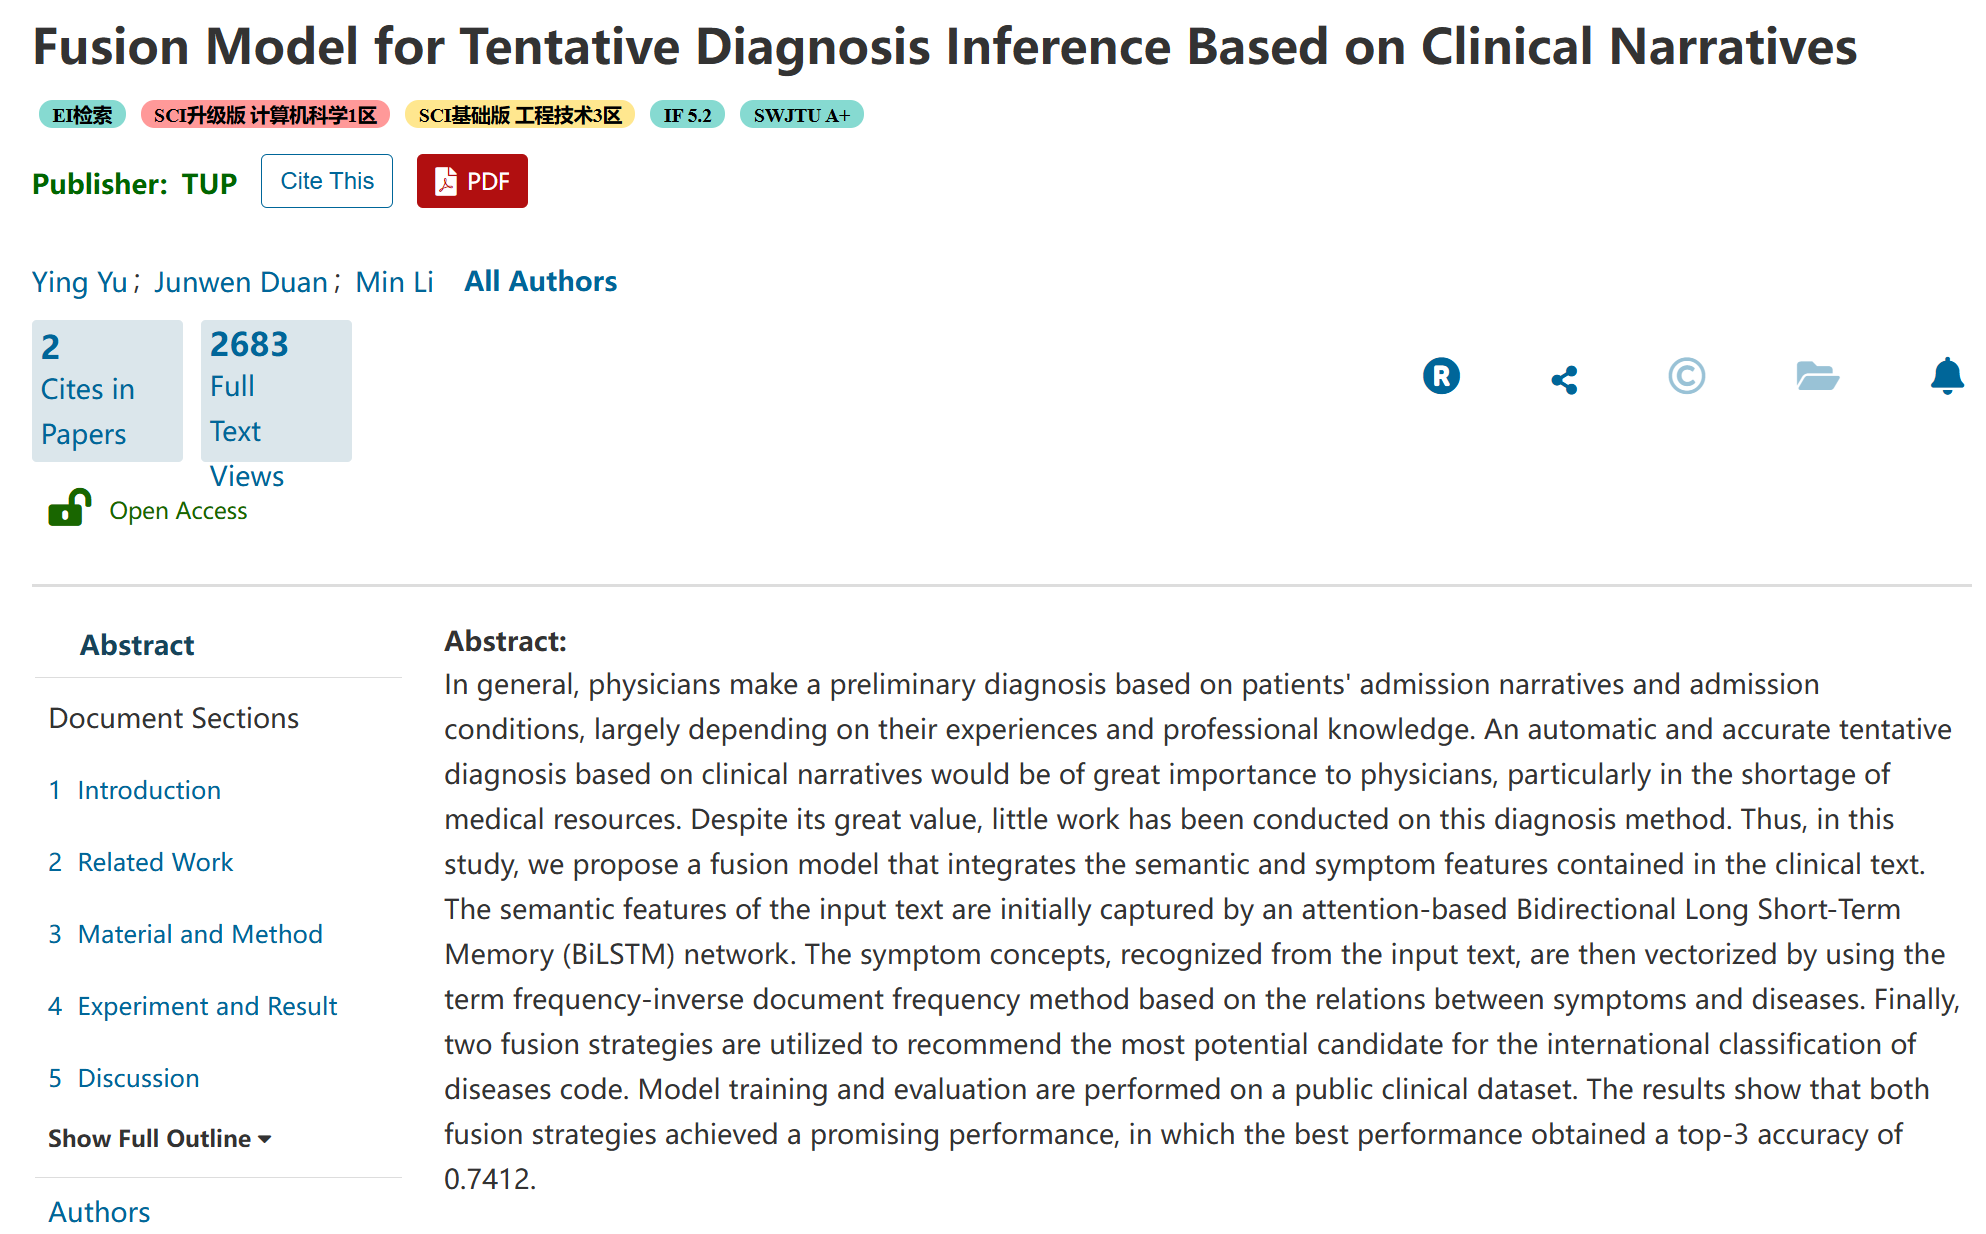 Fusion Model for Tentative Diagnosis Inference Based on Clinical Narratives
EI检索 SCI升级版 计算机科学1区 SCI基础版 工程技术3区 IF 5.2 SWJTU A+
Publisher: TUP Cite This PDF
Ying Yu; Junwen Duan; Min Li All Authors
2
Cites in
Papers
2683
Full
Text
Views
R
©
Open Access
Abstract
Document Sections
1 Introduction
2 Related Work
3 Material and Method
4 Experiment and Result
5 Discussion
Show Full Outline
Authors
Abstract:
In general, physicians make a preliminary diagnosis based on patients' admission narratives and admission
conditions, largely depending on their experiences and professional knowledge. An automatic and accurate tentative
diagnosis based on clinical narratives would be of great importance to physicians, particularly in the shortage of
medical resources. Despite its great value, little work has been conducted on this diagnosis method. Thus, in this
study, we propose a fusion model that integrates the semantic and symptom features contained in the clinical text.
The semantic features of the input text are initially captured by an attention-based Bidirectional Long Short-Term
Memory (BiLSTM) network. The symptom concepts, recognized from the input text, are then vectorized by using the
term frequency-inverse document frequency method based on the relations between symptoms and diseases. Finally,
two fusion strategies are utilized to recommend the most potential candidate for the international classification of
diseases code. Model training and evaluation are performed on a public clinical dataset. The results show that both
fusion strategies achieved a promising performance, in which the best performance obtained a top-3 accuracy of
0.7412.